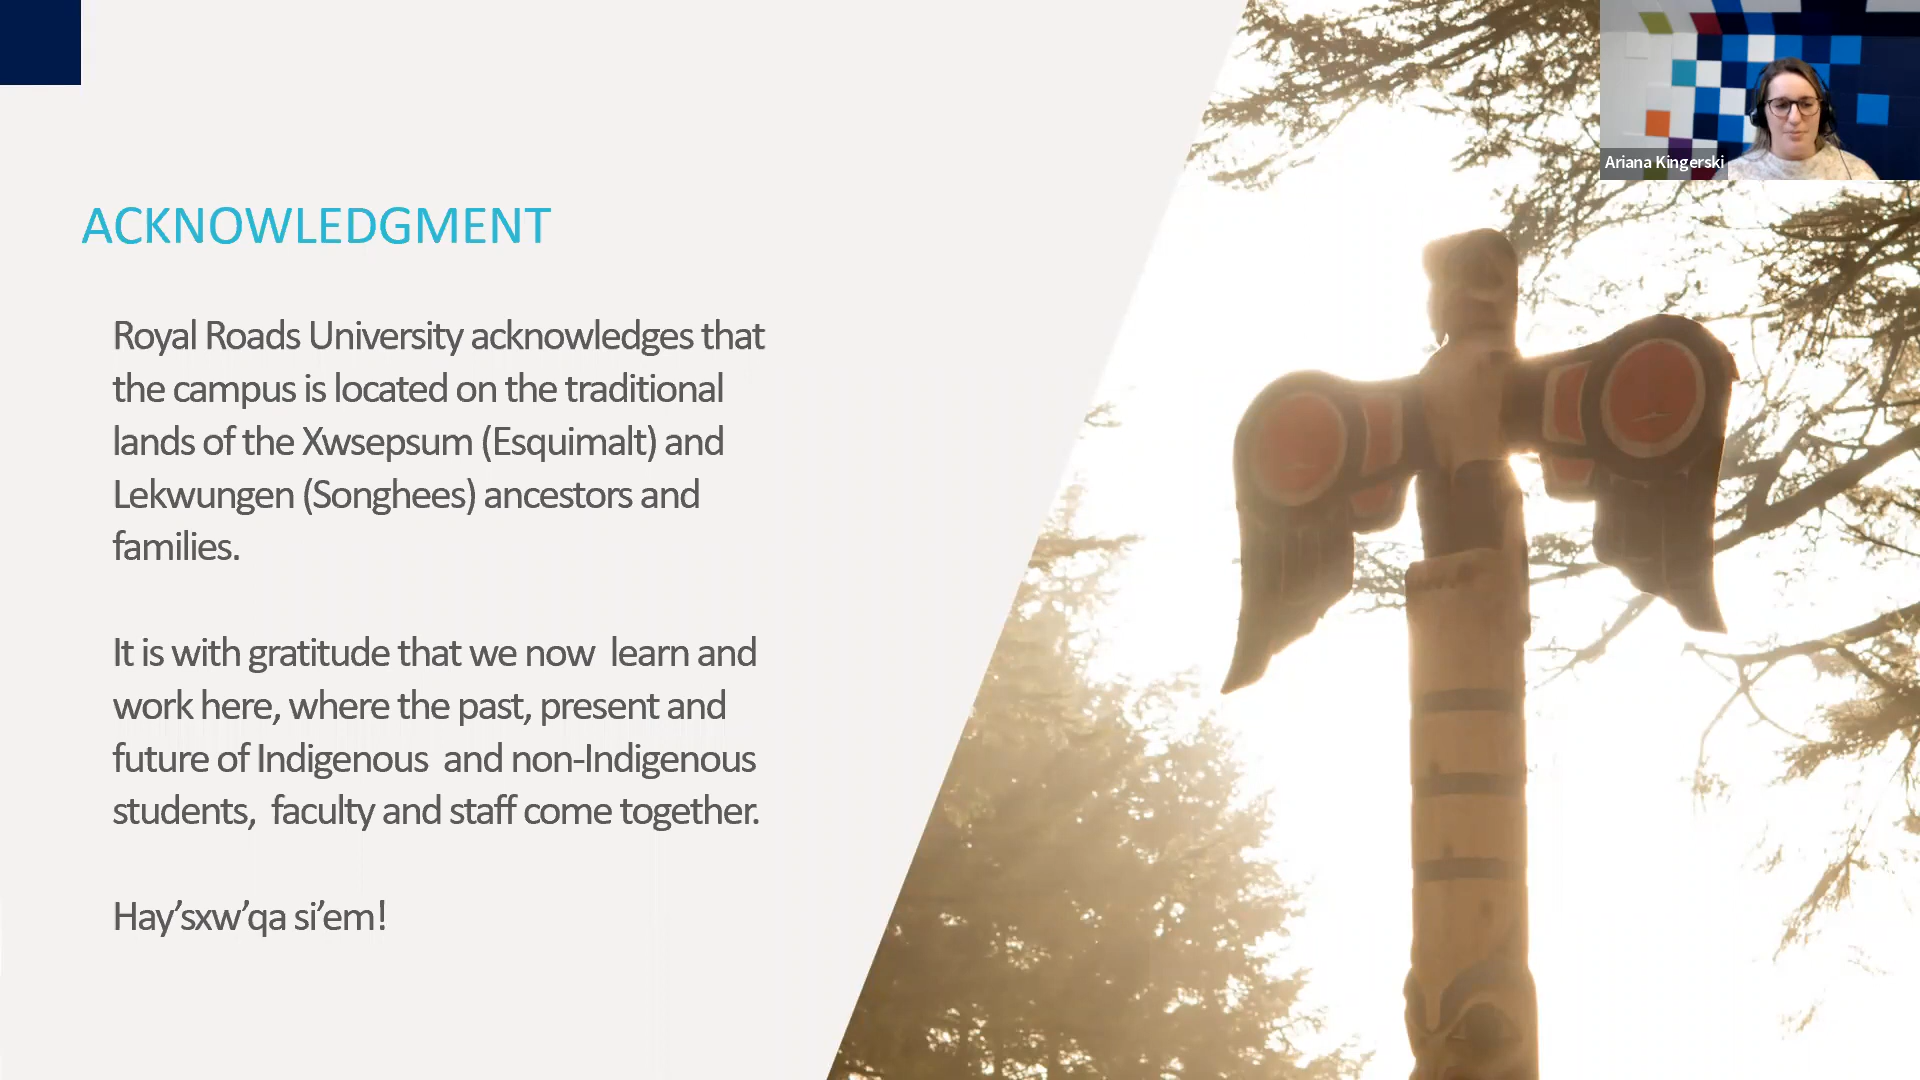 ACKNOWLEDGMENT
Royal Roads University acknowledges that
the campus is located on the traditional
lands of the Xwsepsum (Esquimalt) and
Lekwungen (Songhees) ancestors and
families.
It is with gratitude that we now  learn and
work here, where the past, present and
future of Indigenous  and non-Indigenous
students,  faculty and staff come together.
Hay’sxw’qa si’em!
Ariana Kingerski